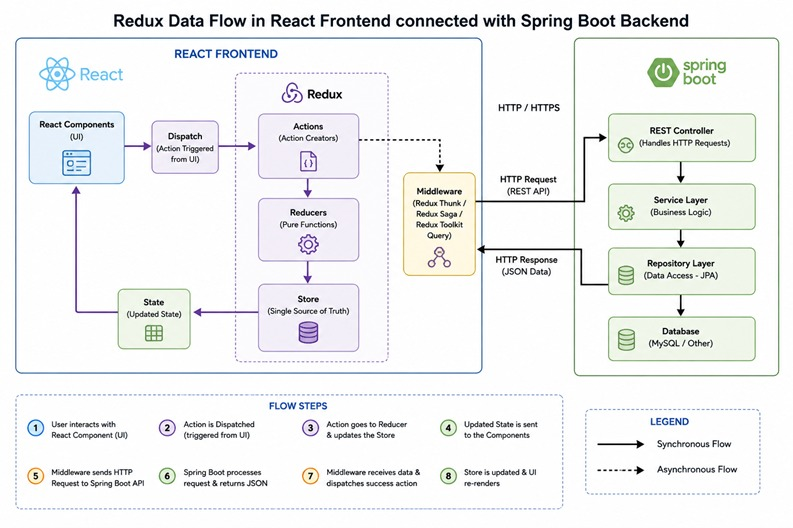 Redux Data Flow in React Frontend connected with Spring Boot Backend
REACT FRONTEND
React
Redux
React Components
(UI)
Dispatch
(Action Triggered
from UI)
Actions
(Action Creators)
{ }
Reducers
(Pure Functions)
Store
(Single Source of Truth)
State
(Updated State)
Middleware
(Redux Thunk /
Redux Saga /
Redux Toolkit
Query)
HTTP / HTTPS
HTTP Request
(REST API)
HTTP Response
(JSON Data)
spring
boot
REST Controller
(Handles HTTP Requests)
Service Layer
(Business Logic)
Repository Layer
(Data Access - JPA)
Database
(MySQL / Other)
FLOW STEPS
1 User interacts with
React Component (UI)
2 Action is Dispatched
(triggered from UI)
3 Action goes to Reducer
& updates the Store
4 Updated State is sent
to the Components
5 Middleware sends HTTP
Request to Spring Boot API
6 Spring Boot processes
request & returns JSON
7 Middleware receives data &
dispatches success action
8 Store is updated & UI
re-renders
LEGEND
Synchronous Flow
Asynchronous Flow